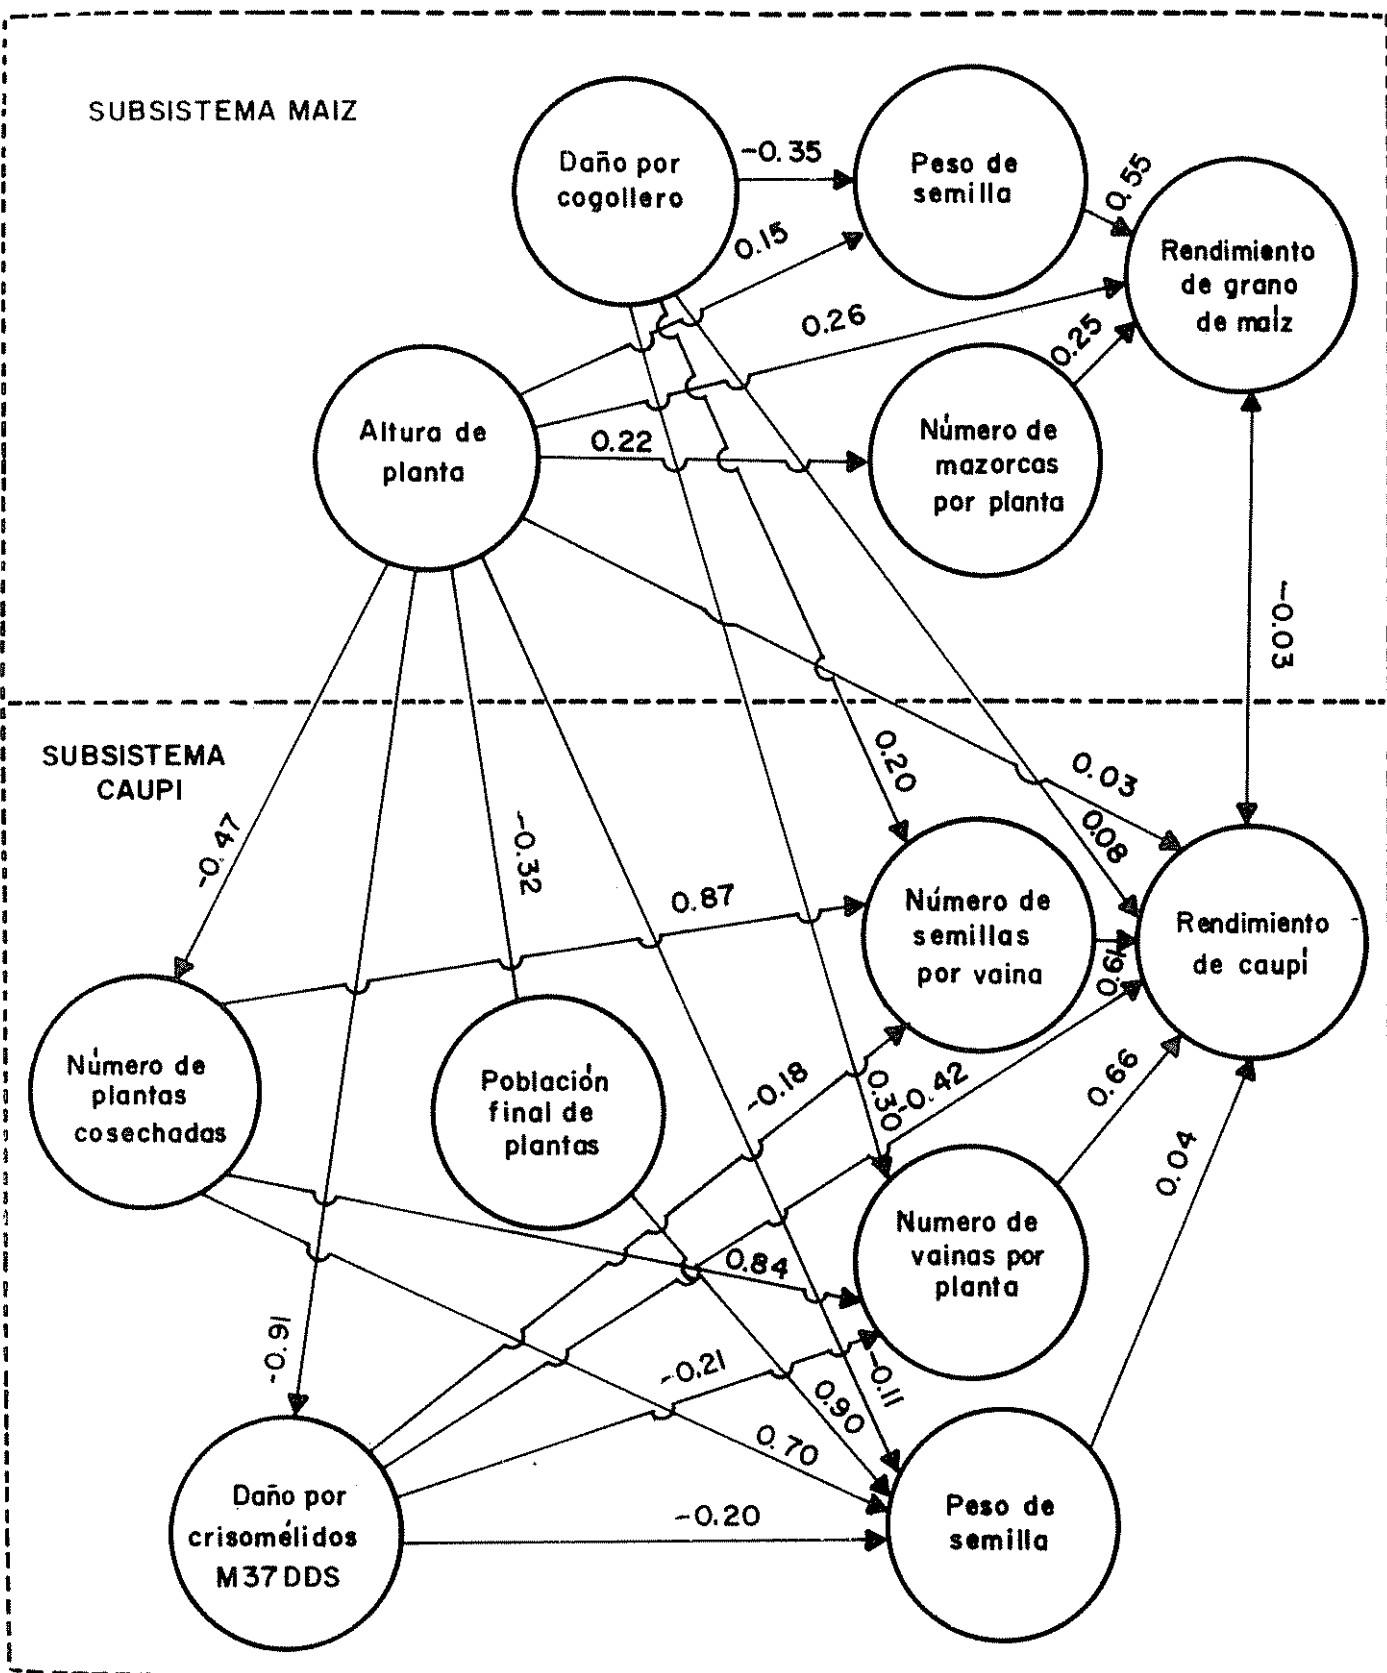 SUBSISTEMA MAIZ
Daño por
cogollero
-0.35
Peso de
semilla
0.55
Rendimiento
de grano
de maíz
0.15
0.26
0.25
Altura de
planta
0.22
Número de
mazorcas
por planta
-0.03
SUBSISTEMA
CAUPI
-0.47
-0.32
0.20
0.03
0.08
0.87
Número de
semillas
por vaina
0.61
Rendimiento
de caupí
Número de
plantas
cosechadas
Población
final de
plantas
-0.18
0.30
-0.42
0.66
0.04
0.84
Numero de
vainas por
planta
-0.16
-0.21
0.90
-0.11
0.70
Daño por
crisomélidos
M37DDS
-0.20
Peso de
semilla